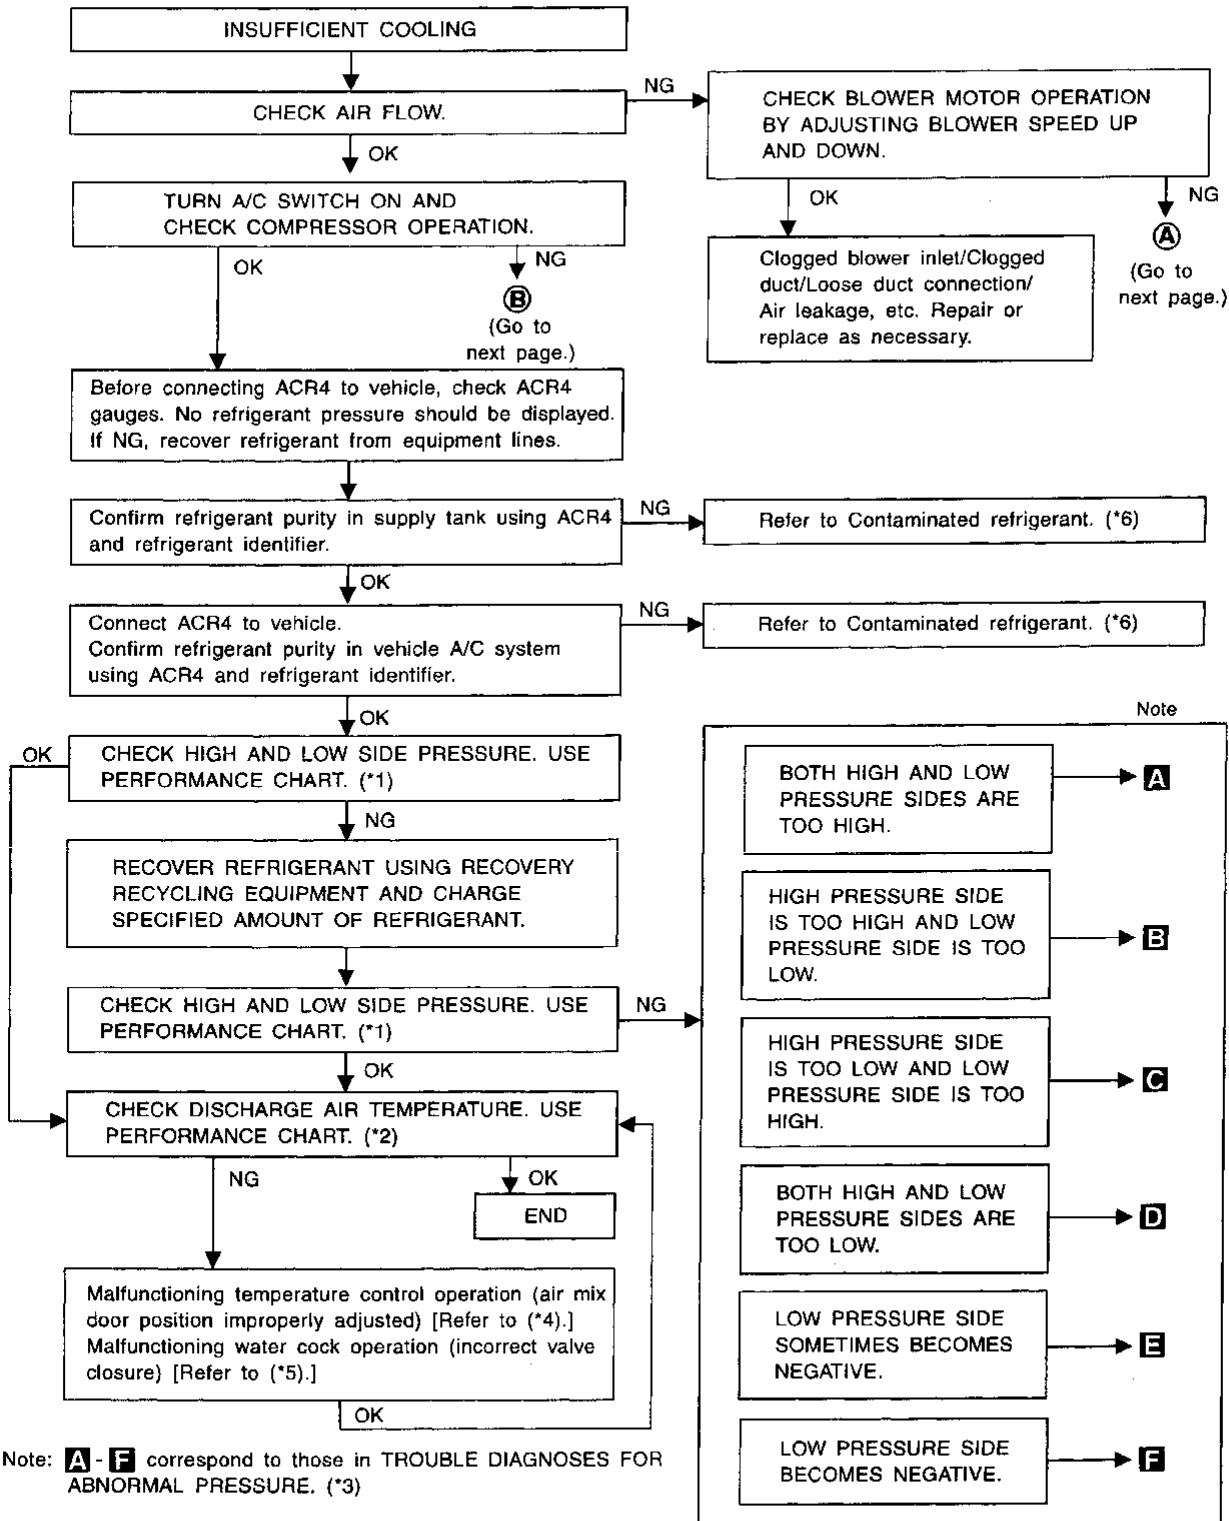 INSUFFICIENT COOLING
CHECK AIR FLOW.
NG
CHECK BLOWER MOTOR OPERATION
BY ADJUSTING BLOWER SPEED UP
AND DOWN.
OK
TURN A/C SWITCH ON AND
CHECK COMPRESSOR OPERATION.
OK
NG
A
(Go to
next page.)
Clogged blower inlet/Clogged
duct/Loose duct connection/
Air leakage, etc. Repair or
replace as necessary.
OK
NG
B
(Go to
next page.)
Before connecting ACR4 to vehicle, check ACR4
gauges. No refrigerant pressure should be displayed.
If NG, recover refrigerant from equipment lines.
Confirm refrigerant purity in supply tank using ACR4
and refrigerant identifier.
NG
Refer to Contaminated refrigerant. (*6)
OK
Connect ACR4 to vehicle.
Confirm refrigerant purity in vehicle A/C system
using ACR4 and refrigerant identifier.
NG
Refer to Contaminated refrigerant. (*6)
OK
OK
CHECK HIGH AND LOW SIDE PRESSURE. USE
PERFORMANCE CHART. (*1)
NG
RECOVER REFRIGERANT USING RECOVERY
RECYCLING EQUIPMENT AND CHARGE
SPECIFIED AMOUNT OF REFRIGERANT.
CHECK HIGH AND LOW SIDE PRESSURE. USE
PERFORMANCE CHART. (*1)
NG
OK
CHECK DISCHARGE AIR TEMPERATURE. USE
PERFORMANCE CHART. (*2)
NG
OK
END
Malfunctioning temperature control operation (air mix
door position improperly adjusted) [Refer to (*4).]
Malfunctioning water cock operation (incorrect valve
closure) [Refer to (*5).]
OK
Note
BOTH HIGH AND LOW
PRESSURE SIDES ARE
TOO HIGH.
A
HIGH PRESSURE SIDE
IS TOO HIGH AND LOW
PRESSURE SIDE IS TOO
LOW.
B
HIGH PRESSURE SIDE
IS TOO LOW AND LOW
PRESSURE SIDE IS TOO
HIGH.
C
BOTH HIGH AND LOW
PRESSURE SIDES ARE
TOO LOW.
D
LOW PRESSURE SIDE
SOMETIMES BECOMES
NEGATIVE.
E
LOW PRESSURE SIDE
BECOMES NEGATIVE.
F
Note: A - F correspond to those in TROUBLE DIAGNOSES FOR
ABNORMAL PRESSURE. (*3)